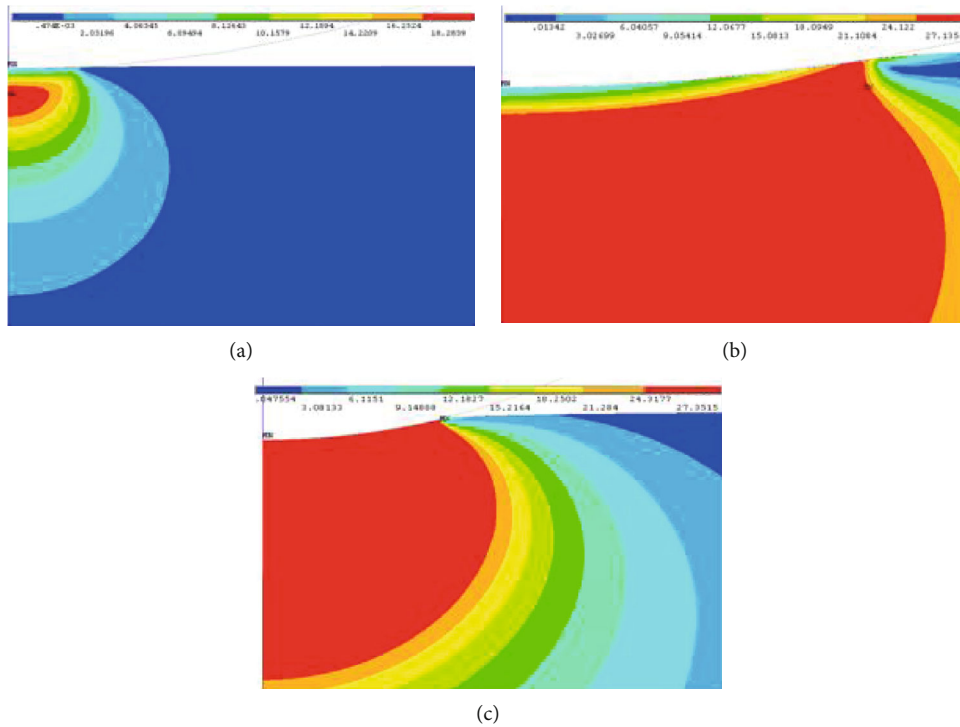 .474E-03 4.06345 8.12643 12.1894 16.2524
2.03196 6.09494 10.1579 14.2209 18.2839
.01342 6.04057 12.0677 18.0949 24.122
3.02699 9.05414 15.0813 21.1084 27.135
(a)
(b)
.047554 6.1151 12.1827 18.2502 24.3177
3.08133 9.14888 15.2164 21.284 27.3515
MX
(c)